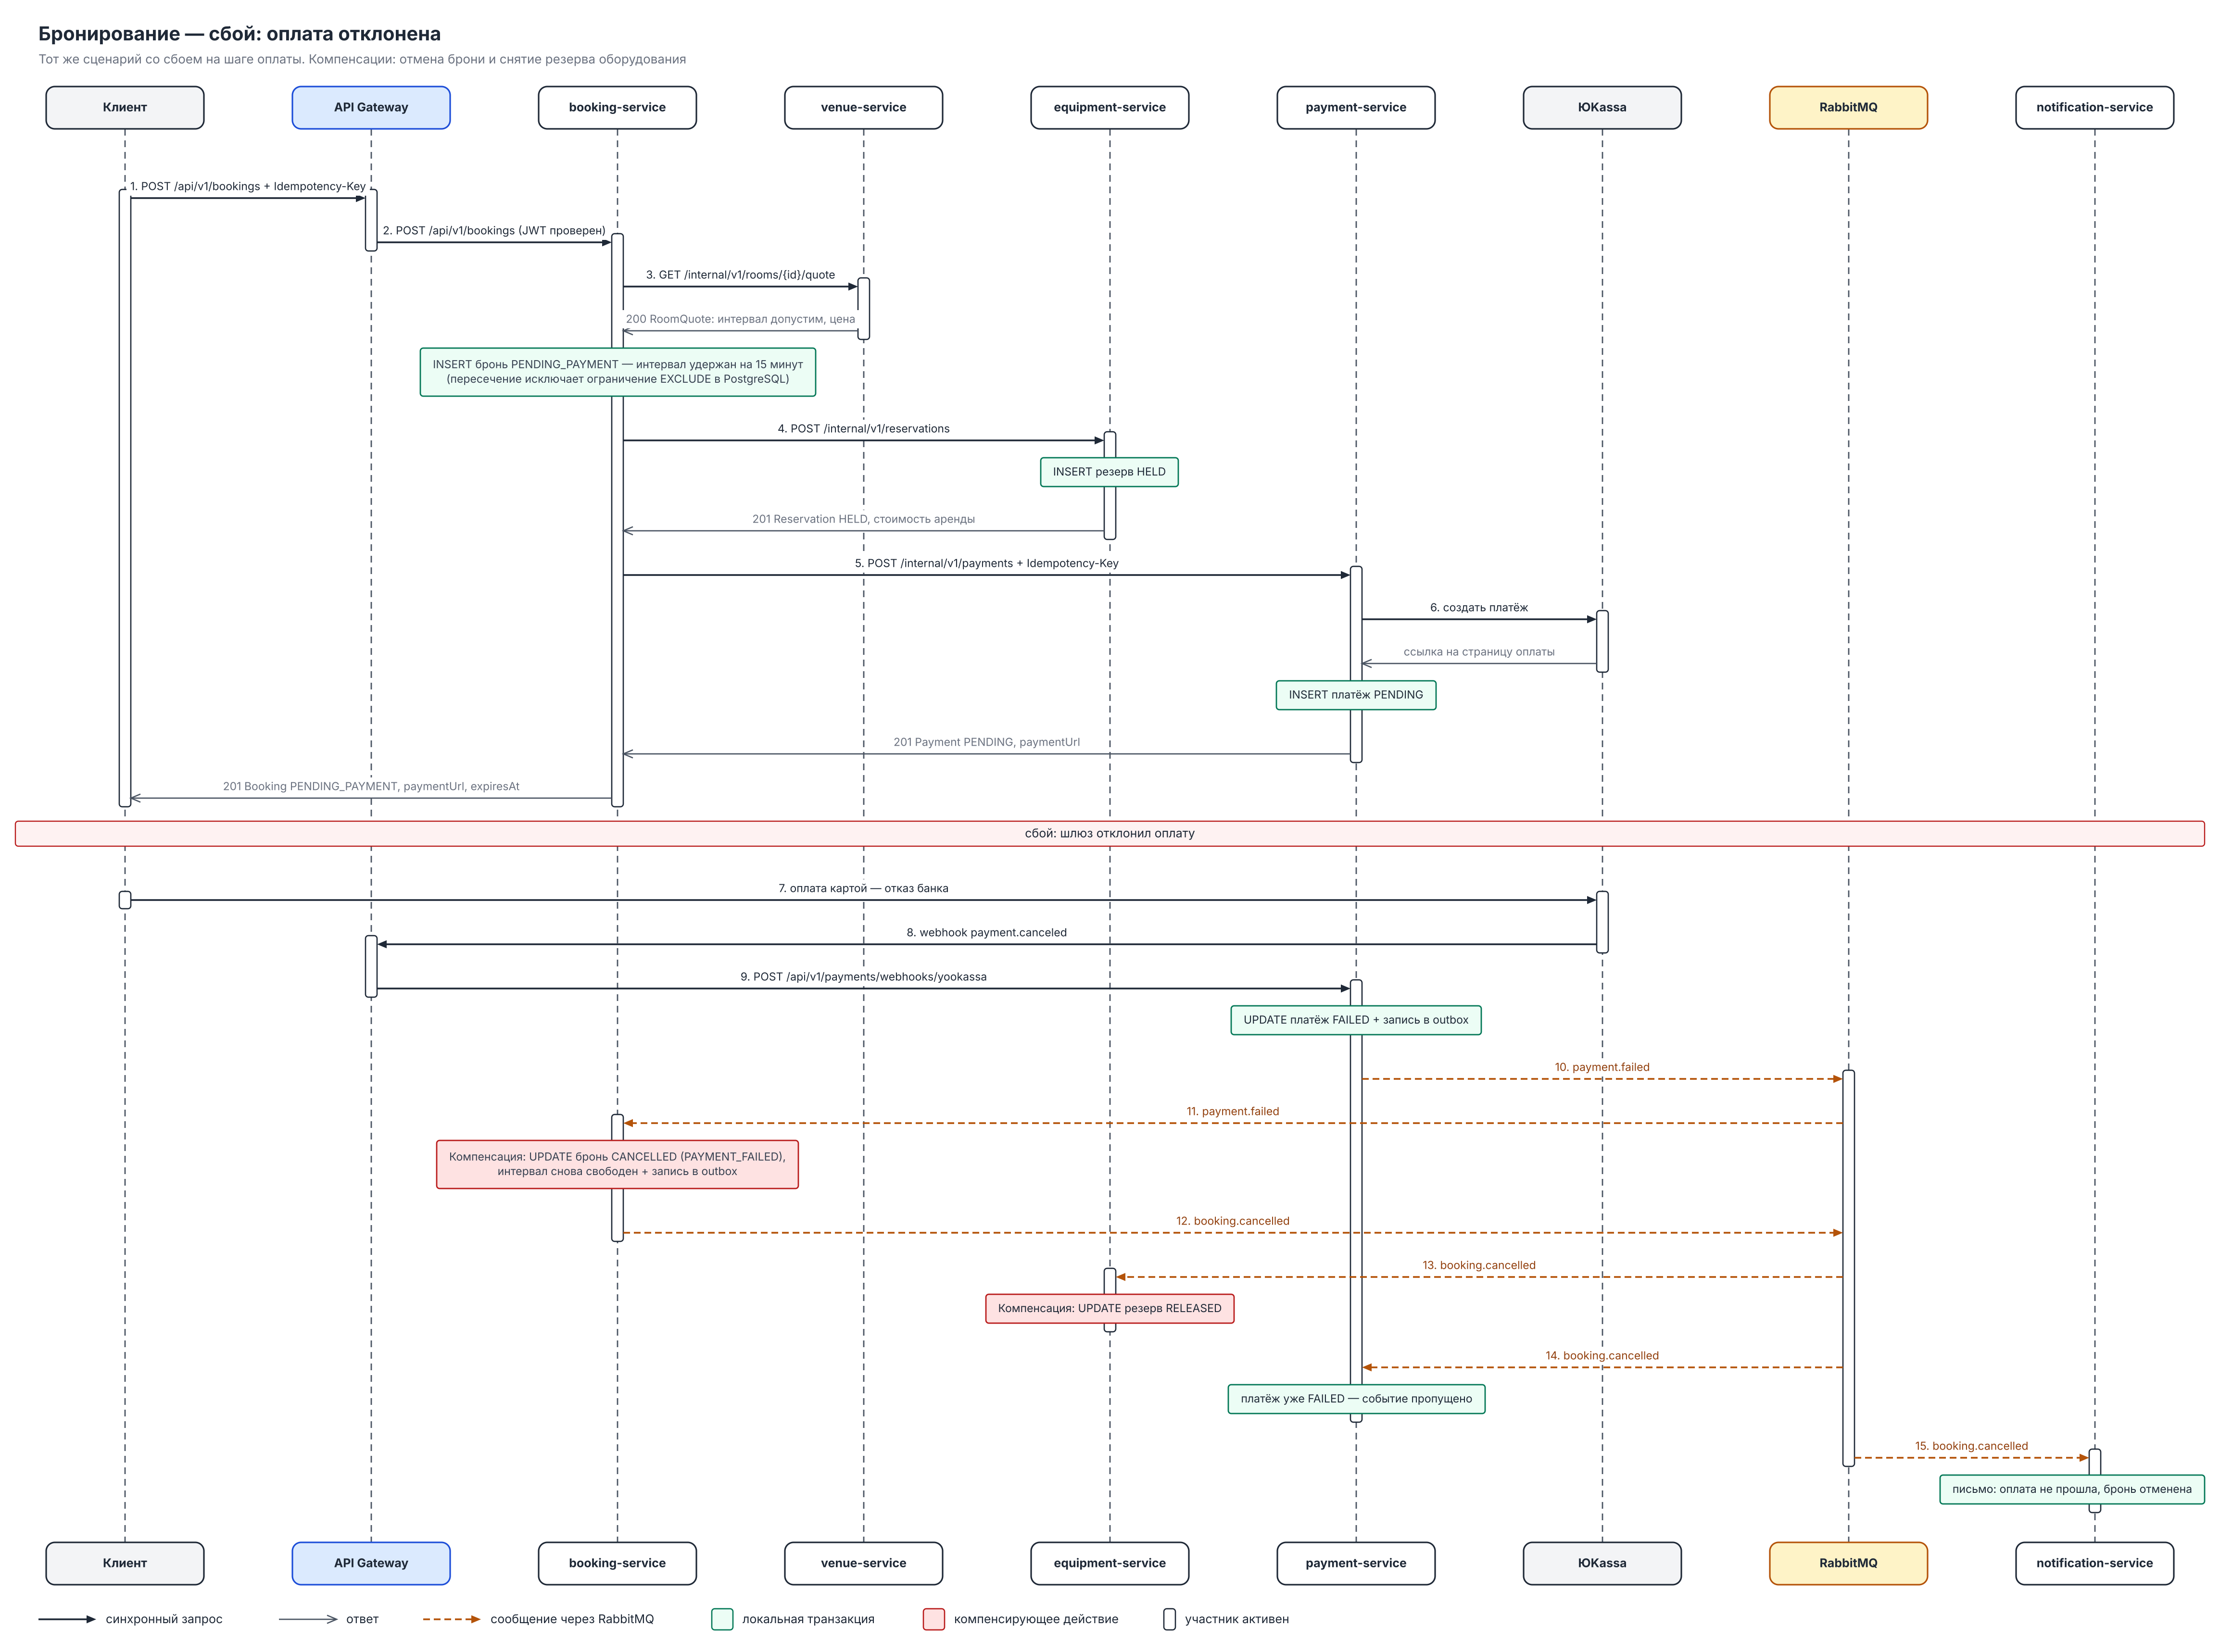 Бронирование — сбой: оплата отклонена
Тот же сценарий со сбоем на шаге оплаты. Компенсации: отмена брони и снятие резерва оборудования
Клиент
API Gateway
booking-service
venue-service
equipment-service
payment-service
ЮKassa
RabbitMQ
notification-service
1. POST /api/v1/bookings + Idempotency-Key
2. POST /api/v1/bookings (JWT проверен)
3. GET /internal/v1/rooms/{id}/quote
200 RoomQuote: интервал допустим, цена
INSERT бронь PENDING_PAYMENT — интервал удержан на 15 минут
(пересечение исключает ограничение EXCLUDE в PostgreSQL)
4. POST /internal/v1/reservations
INSERT резерв HELD
201 Reservation HELD, стоимость аренды
5. POST /internal/v1/payments + Idempotency-Key
6. создать платёж
ссылка на страницу оплаты
INSERT платёж PENDING
201 Payment PENDING, paymentUrl
201 Booking PENDING_PAYMENT, paymentUrl, expiresAt
сбой: шлюз отклонил оплату
7. оплата картой — отказ банка
8. webhook payment.canceled
9. POST /api/v1/payments/webhooks/yookassa
UPDATE платёж FAILED + запись в outbox
10. payment.failed
11. payment.failed
Компенсация: UPDATE бронь CANCELLED (PAYMENT_FAILED),
интервал снова свободен + запись в outbox
12. booking.cancelled
13. booking.cancelled
Компенсация: UPDATE резерв RELEASED
14. booking.cancelled
платёж уже FAILED — событие пропущено
15. booking.cancelled
письмо: оплата не прошла, бронь отменена
Клиент
API Gateway
booking-service
venue-service
equipment-service
payment-service
ЮKassa
RabbitMQ
notification-service
синхронный запрос
ответ
сообщение через RabbitMQ
локальная транзакция
компенсирующее действие
участник активен